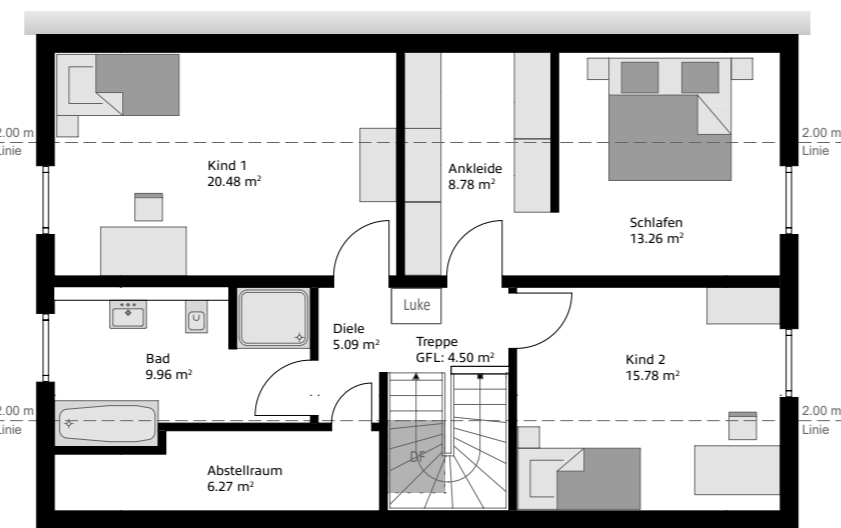 2.00 m
Linie
2.00 m
Linie
Kind 1
20.48 m²
Ankleide
8.78 m²
Schlafen
13.26 m²
Luke
Diele
5.09 m²
Treppe
GFL: 4.50 m²
Bad
9.96 m²
Kind 2
15.78 m²
2.00 m
Linie
2.00 m
Linie
DF
Abstellraum
6.27 m²